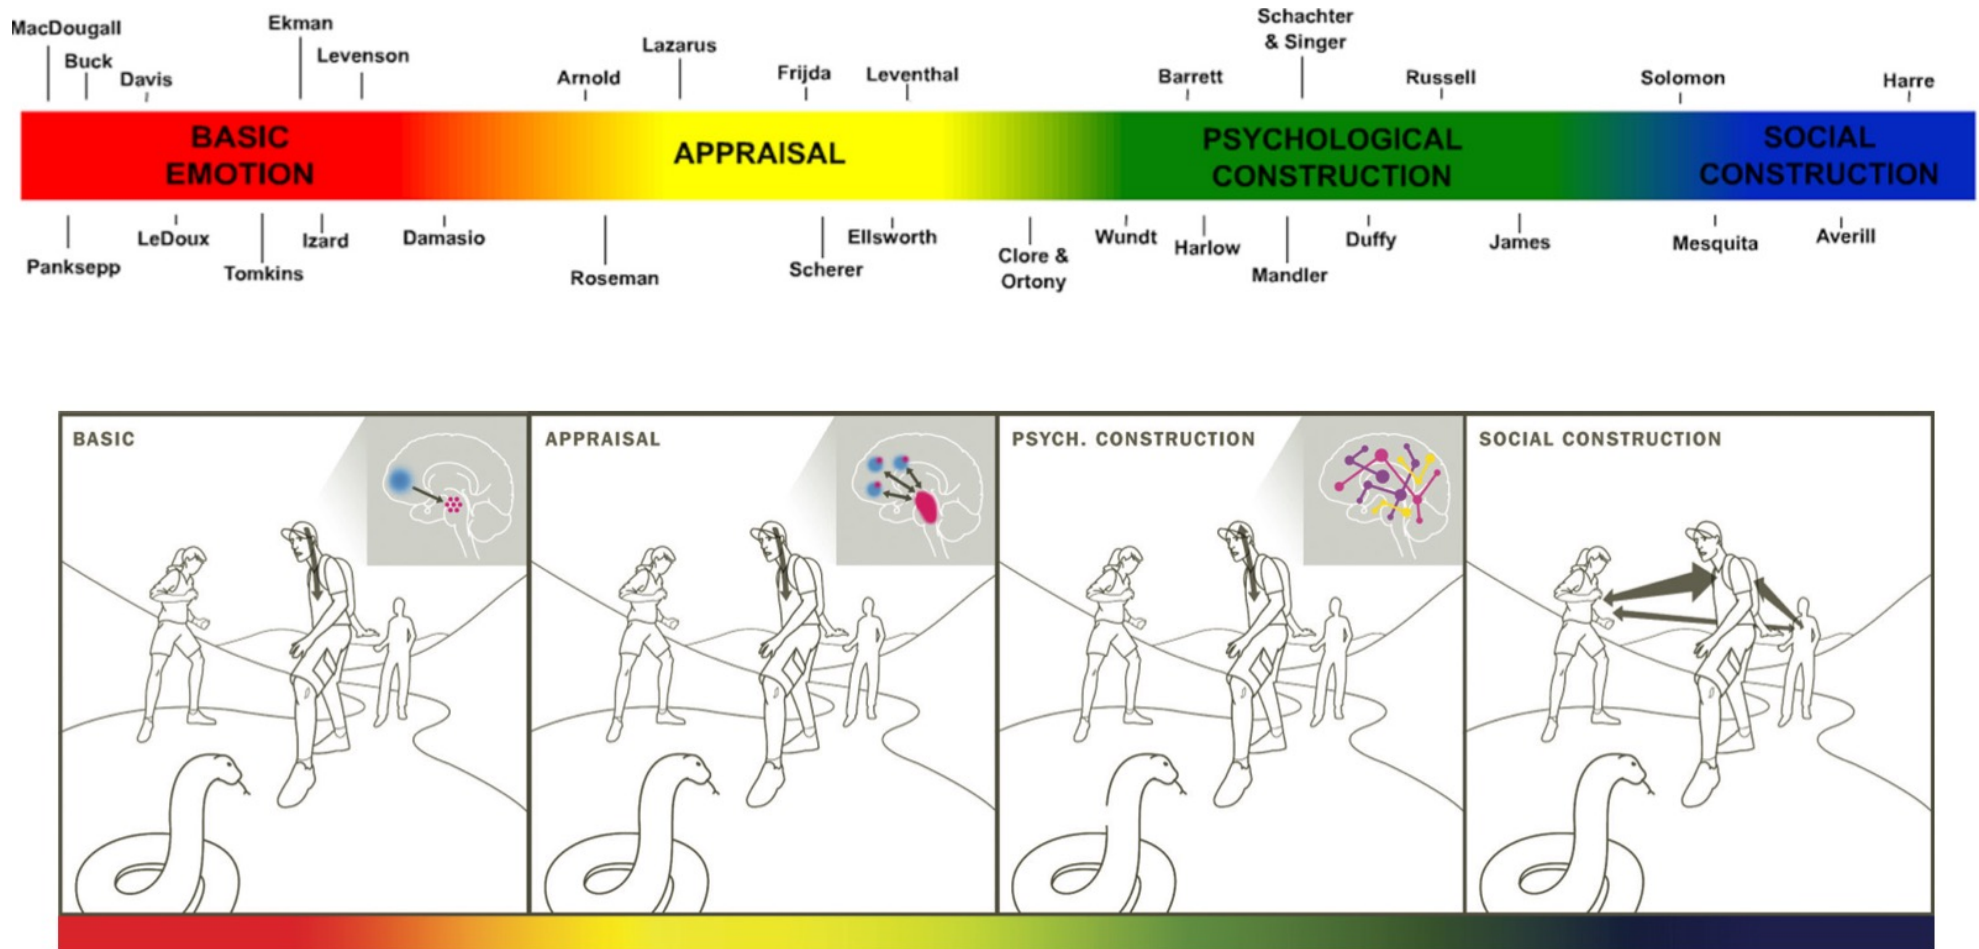 MacDougall
Buck
Davis
Ekman
Levenson
Arnold
Lazarus
Frijda
Leventhal
Barrett
Schachter
& Singer
Russell
Solomon
Harre
BASIC
EMOTION
APPRAISAL
PSYCHOLOGICAL
CONSTRUCTION
SOCIAL
CONSTRUCTION
Panksepp
LeDoux
Tomkins
Izard
Damasio
Roseman
Scherer
Ellsworth
Clore &
Ortony
Wundt
Harlow
Mandler
Duffy
James
Mesquita
Averill
BASIC
APPRAISAL
PSYCH. CONSTRUCTION
SOCIAL CONSTRUCTION